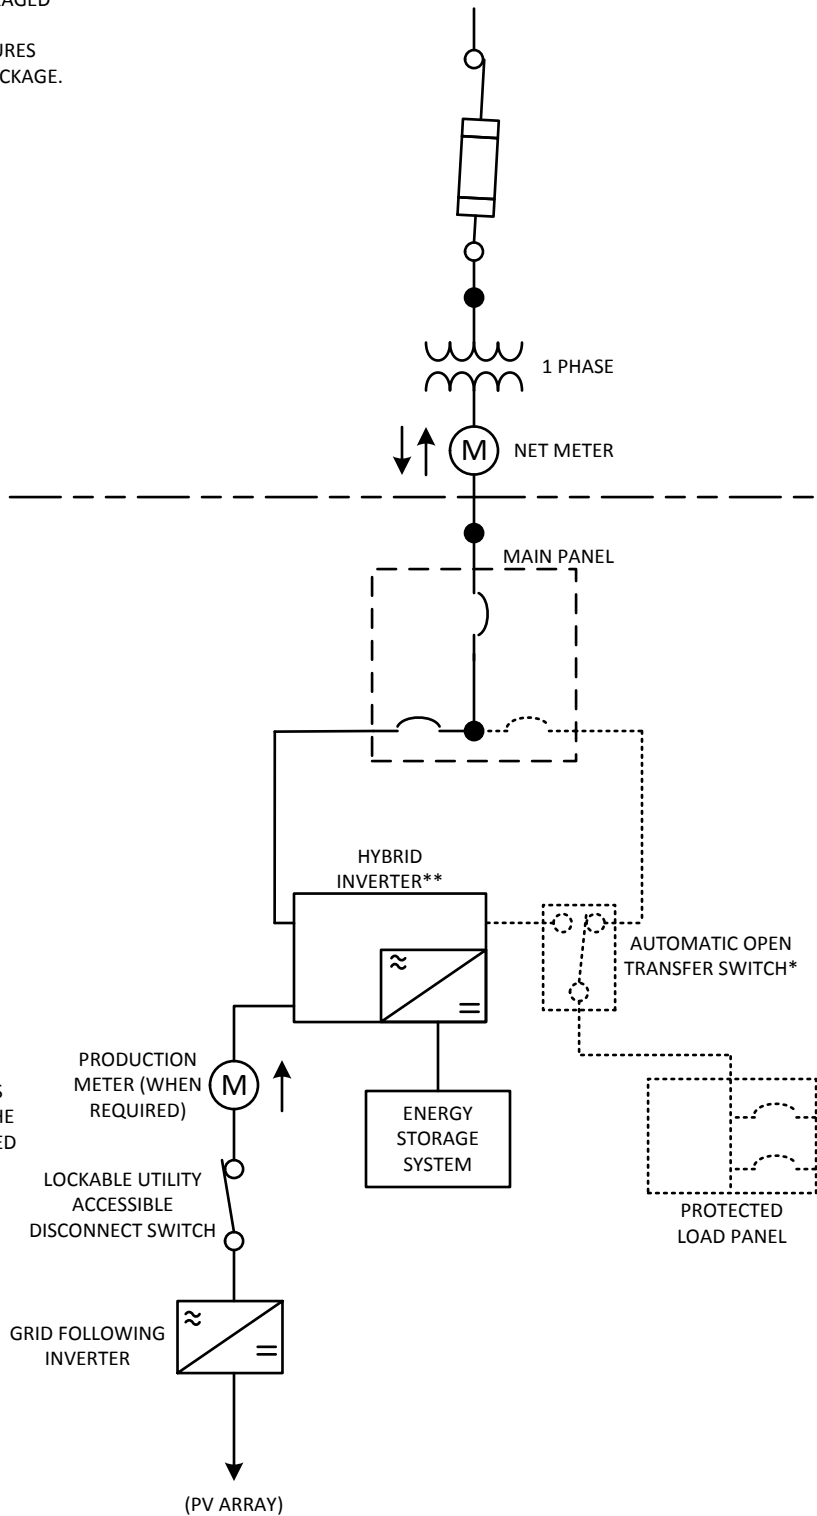 CKAGE.
1 PHASE
M
NET METER
MAIN PANEL
HYBRID
INVERTER**
AUTOMATIC OPEN
TRANSFER SWITCH*
PRODUCTION
METER (WHEN
REQUIRED)
M
ENERGY
STORAGE
SYSTEM
LOCKABLE UTILITY
ACCESSIBLE
DISCONNECT SWITCH
PROTECTED
LOAD PANEL
GRID FOLLOWING
INVERTER
(PV ARRAY)